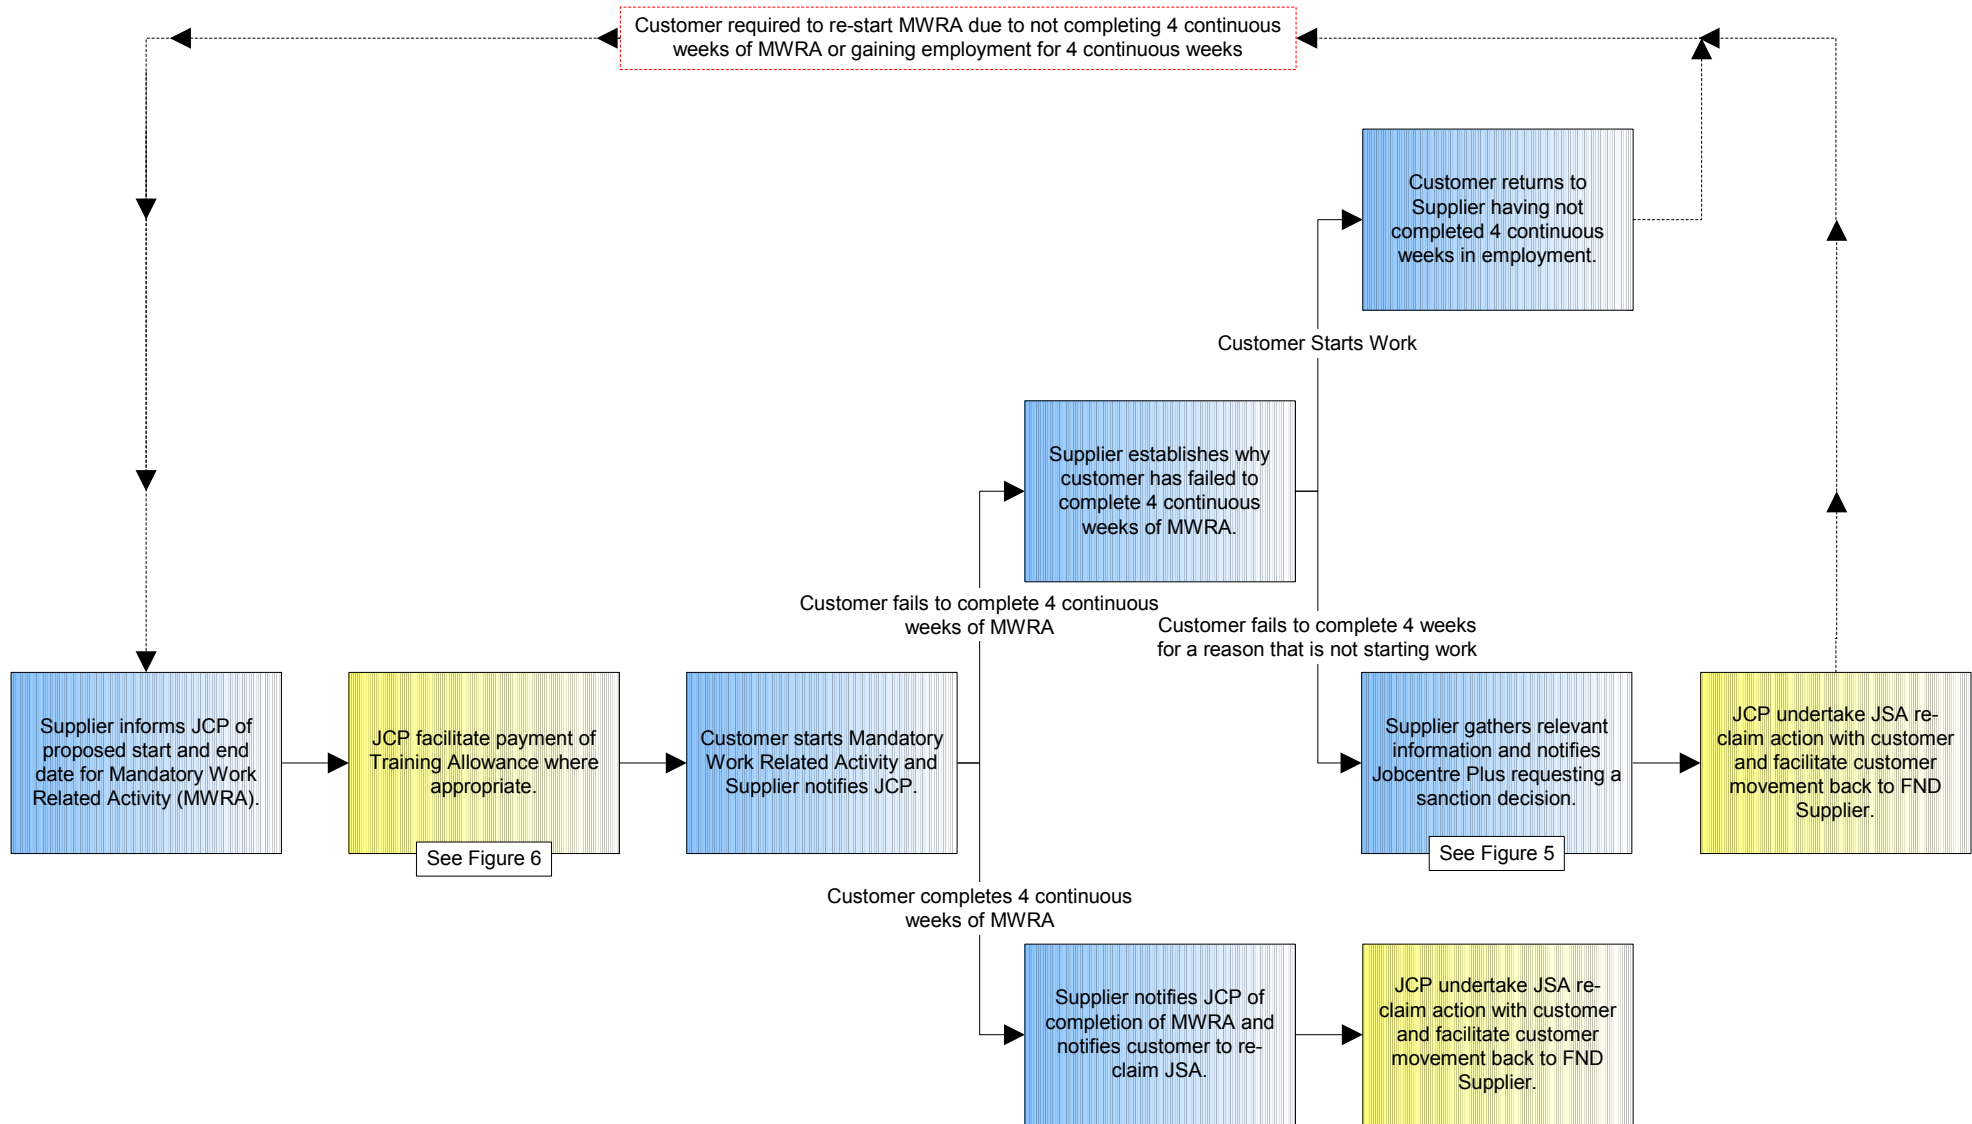 Customer required to re-start MWRA due to not completing 4 continuous
weeks of MWRA or gaining employment for 4 continuous weeks
Customer returns to
Supplier having not
completed 4 continuous
weeks in employment.
Customer Starts Work
Supplier establishes why
customer has failed to
complete 4 continuous
weeks of MWRA.
Customer fails to complete 4 continuous
weeks of MWRA
Customer fails to complete 4 weeks
for a reason that is not starting work
Supplier informs JCP of
proposed start and end
date for Mandatory Work
Related Activity (MWRA).
JCP facilitate payment of
Training Allowance where
appropriate.
See Figure 6
Customer starts Mandatory
Work Related Activity and
Supplier notifies JCP.
Supplier gathers relevant
information and notifies
Jobcentre Plus requesting a
sanction decision.
See Figure 5
JCP undertake JSA re-
claim action with customer
and facilitate customer
movement back to FND
Supplier.
Customer completes 4 continuous
weeks of MWRA
Supplier notifies JCP of
completion of MWRA and
notifies customer to re-
claim JSA.
JCP undertake JSA re-
claim action with customer
and facilitate customer
movement back to FND
Supplier.